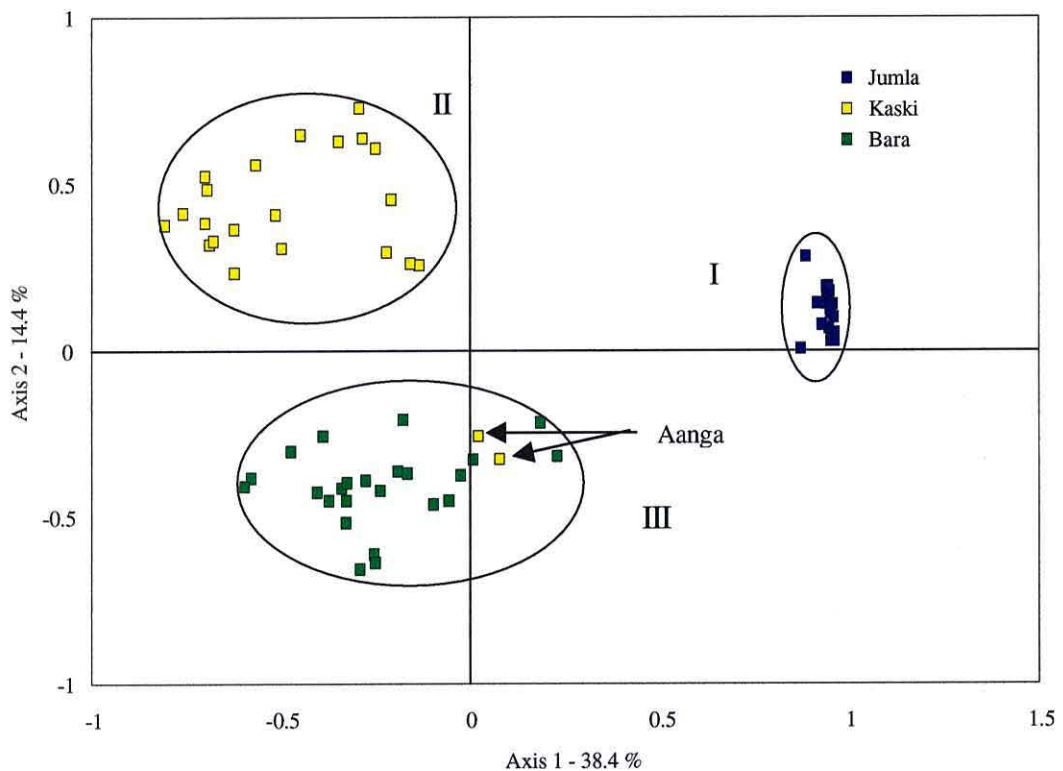 1
II
Jumla
Kaski
Bara
0.5
I
0
Aanga
III
-0.5
-1
-1
-0.5
0
0.5
1
1.5
Axis 2 - 14.4 %
Axis 1 - 38.4 %